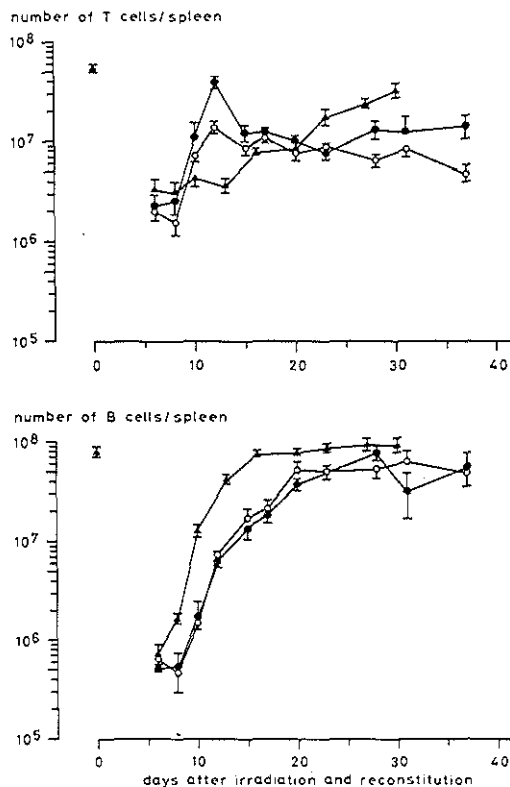 number of T cells/spleen
10⁸
10⁷
10⁶
10⁵
0 10 20 30 40
number of B cells/spleen
10⁸
10⁷
10⁶
10⁵
0 10 20 30 40
days after irradiation and reconstitution